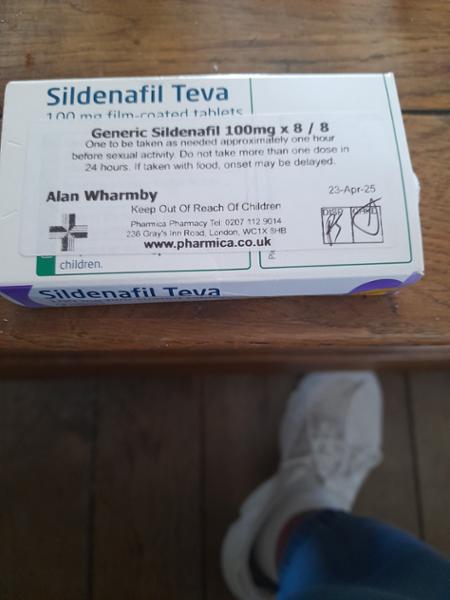 Sildenafil Teva
100 mg film-coated tablets
Generic Sildenafil 100mg x 8 / 8
One to be taken as needed approximately one hour
before sexual activity. Do not take more than one dose in
24 hours. If taken with food, onset may be delayed.
23-Apr-25
Alan Wharmby
Keep Out Of Reach Of Children
Pharmica Pharmacy Tel: 0207 112 9014
236 Gray's Inn Road, London, WC1X 8HB
www.pharmica.co.uk
children.
Sildenafil Teva